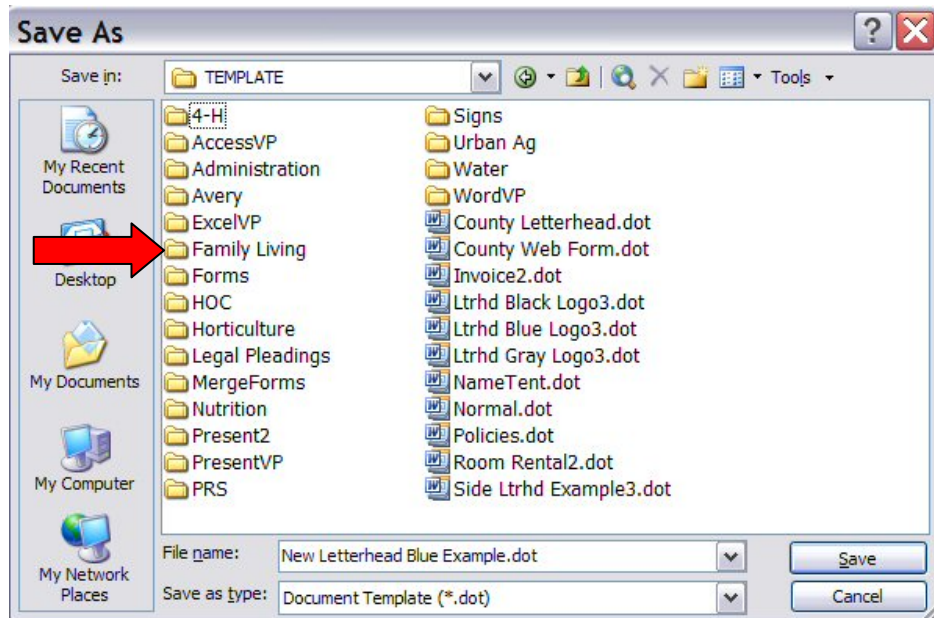 Save As
Save in:
TEMPLATE
Tools
My Recent
Documents
Desktop
My Documents
My Computer
My Network
Places
4-H
AccessVP
Administration
Avery
ExcelVP
Family Living
Forms
HOC
Horticulture
Legal Pleadings
MergeForms
Nutrition
Present2
PresentVP
PRS
Signs
Urban Ag
Water
WordVP
County Letterhead.dot
County Web Form.dot
Invoice2.dot
Ltrhd Black Logo3.dot
Ltrhd Blue Logo3.dot
Ltrhd Gray Logo3.dot
NameTent.dot
Normal.dot
Policies.dot
Room Rental2.dot
Side Ltrhd Example3.dot
File name:
New Letterhead Blue Example.dot
Save
Save as type:
Document Template (*.dot)
Cancel